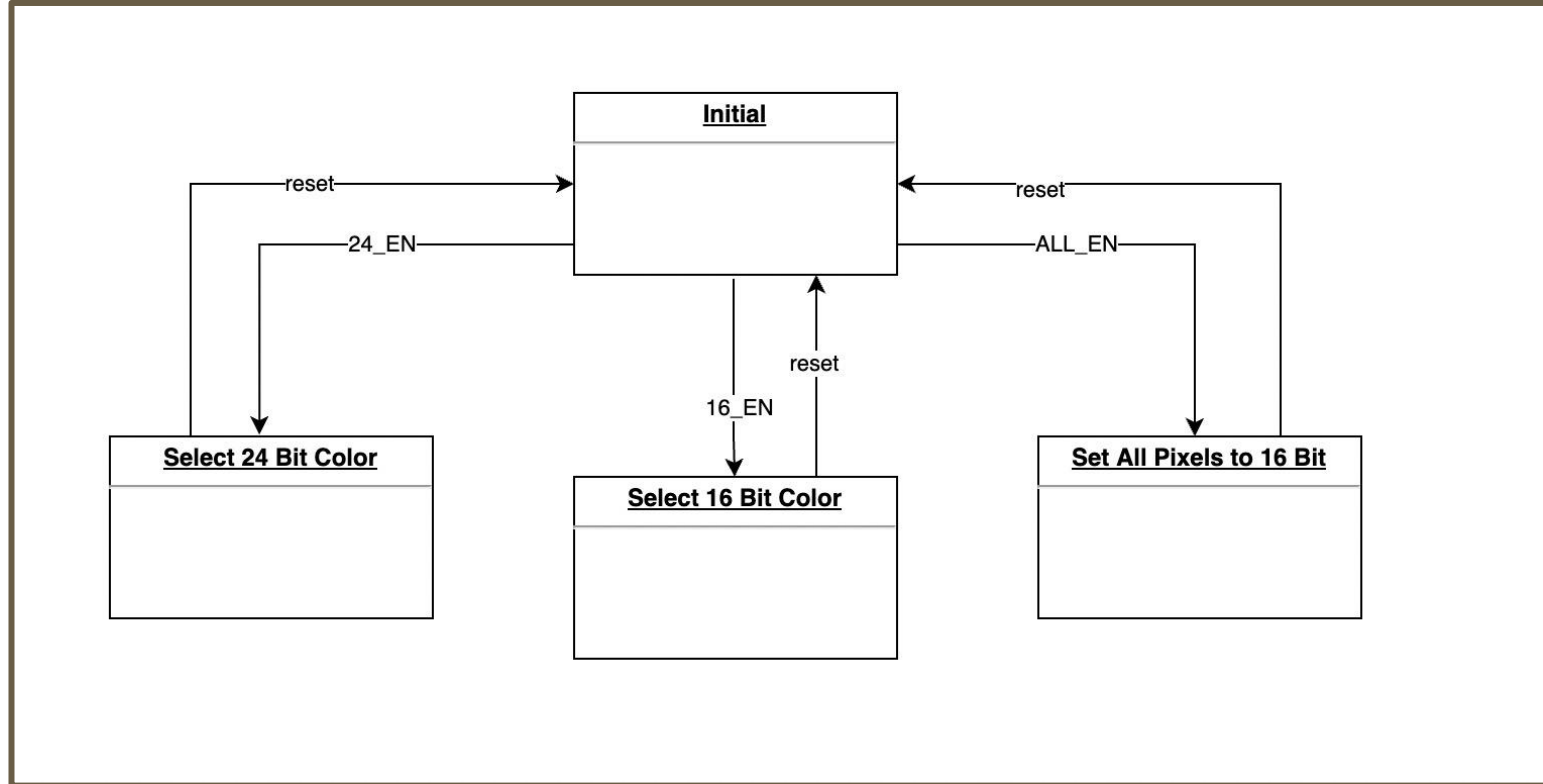 Initial
reset
reset
24_EN
ALL_EN
reset
16_EN
Select 24 Bit Color
Set All Pixels to 16 Bit
Select 16 Bit Color